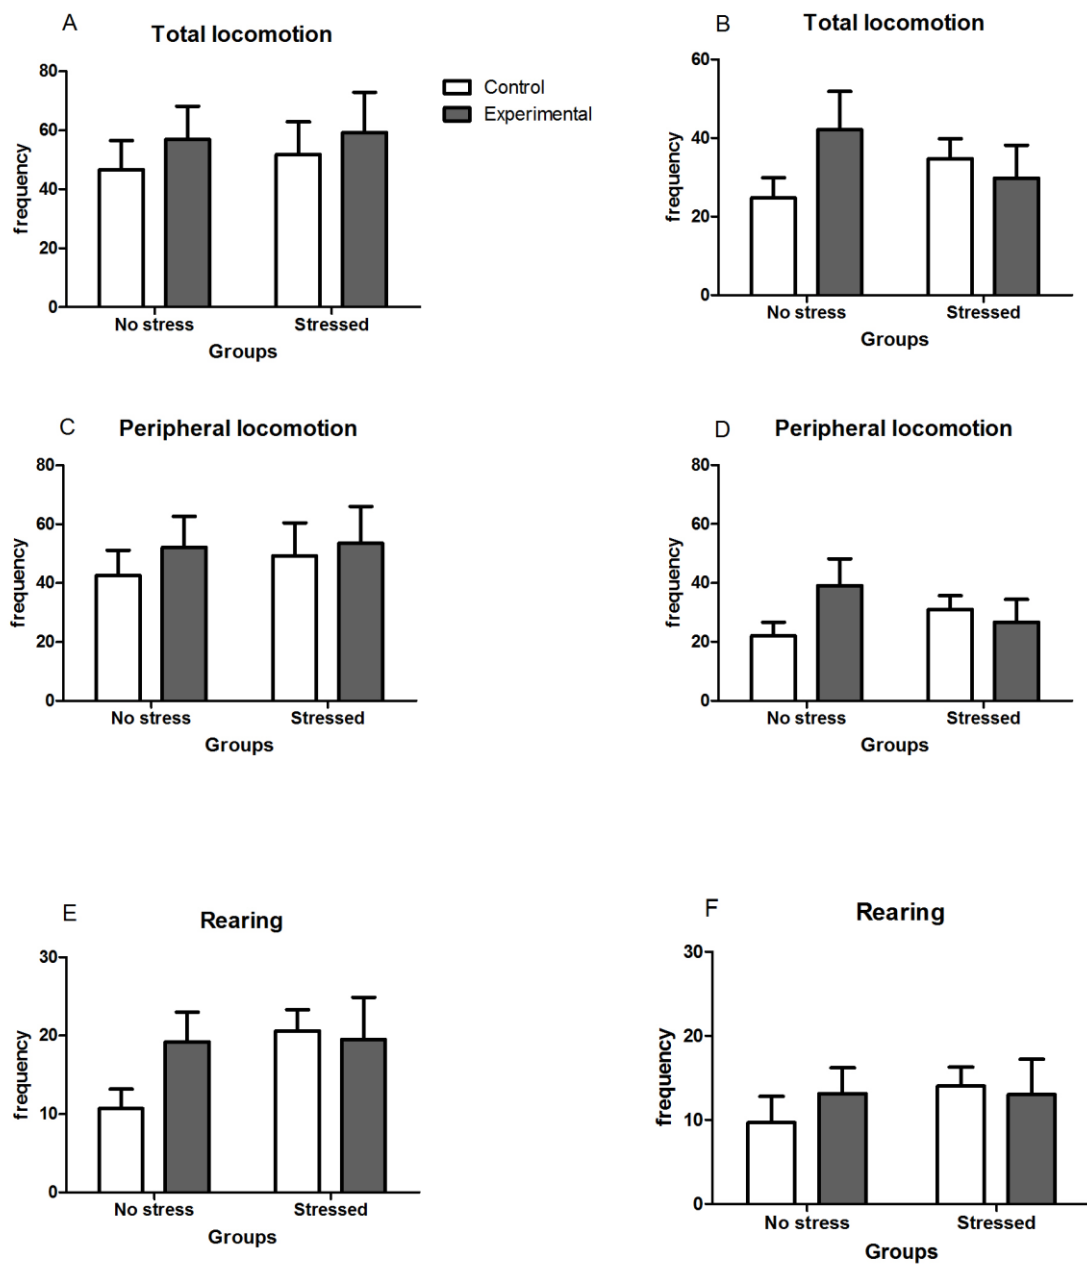 A
Total locomotion
frequency
80
60
40
20
0
No stress
Stressed
Groups
Control
Experimental
B
Total locomotion
frequency
60
40
20
0
No stress
Stressed
Groups
C
Peripheral locomotion
frequency
80
60
40
20
0
No stress
Stressed
Groups
D
Peripheral locomotion
frequency
80
60
40
20
0
No stress
Stressed
Groups
E
Rearing
frequency
30
20
10
0
No stress
Stressed
Groups
F
Rearing
frequency
30
20
10
0
No stress
Stressed
Groups